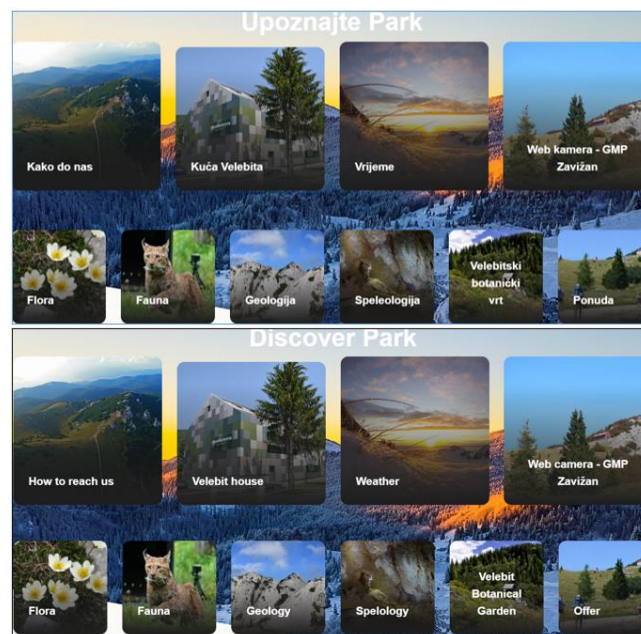 Upoznajte Park
Kako do nas
Kuća Velebita
Vrijeme
Web kamera - GMP
Zavižan
Flora
Fauna
Geologija
Speleologija
Velebitski
botanički
vrt
Ponuda
Discover Park
How to reach us
Velebit house
Weather
Web camera - GMP
Zavižan
Flora
Fauna
Geology
Spelology
Velebit
Botanical
Garden
Offer